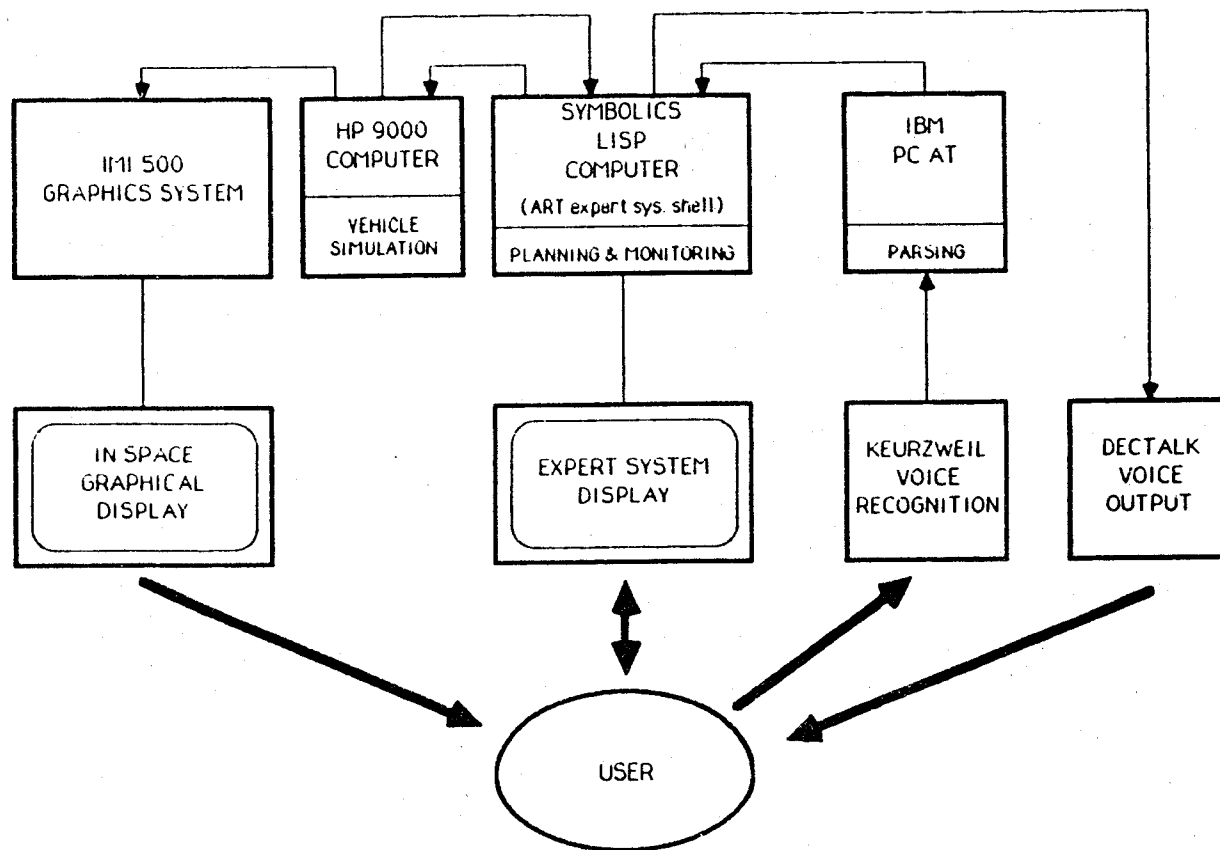 IMI 500
GRAPHICS SYSTEM
HP 9000
COMPUTER
VEHICLE
SIMULATION
SYMBOLICS
LISP
COMPUTER
(ART expert sys. shell)
PLANNING & MONITORING
IBM
PC AT
PARSING
IN SPACE
GRAPHICAL
DISPLAY
EXPERT SYSTEM
DISPLAY
KEURZWEIL
VOICE
RECOGNITION
DECTALK
VOICE
OUTPUT
USER